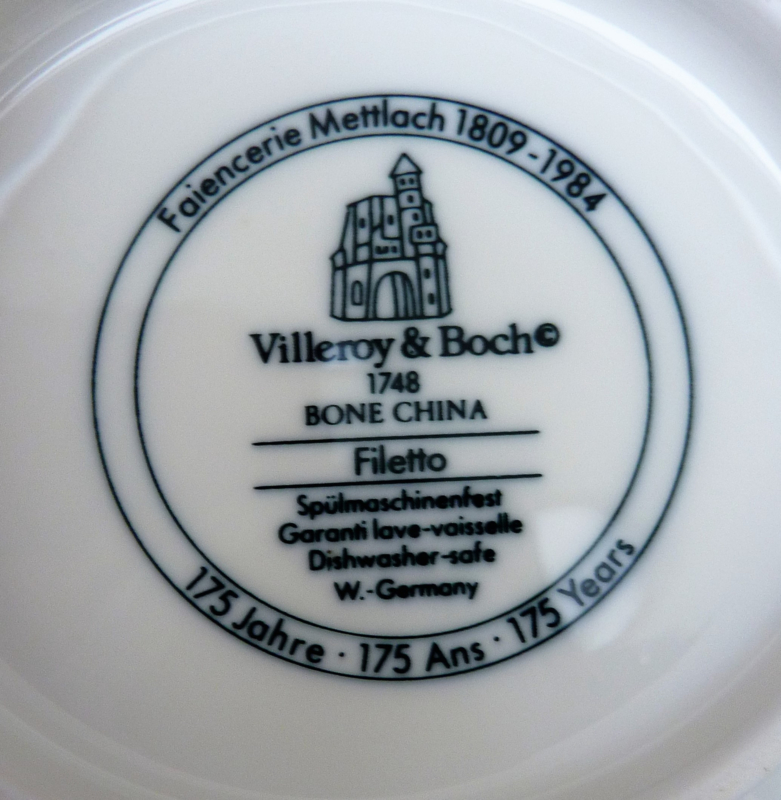 Faiencerie Mettlach 1809-1984
Villeroy & Boch©
1748
BONE CHINA
Filetto
Spülmaschinenfest
Garanti lave-vaisselle
Dishwasher-safe
W.-Germany
175 Jahre · 175 Ans · 175 Years